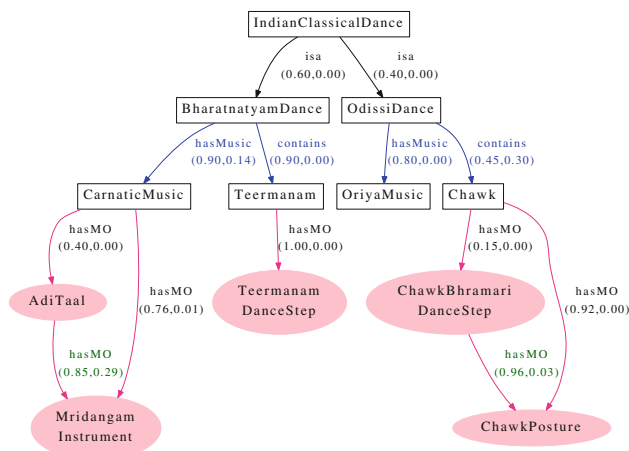 IndianClassicalDance
isa
(0.60,0.00)
isa
(0.40,0.00)
BharatnatyamDance
OdissiDance
hasMusic
(0.90,0.14)
contains
(0.90,0.00)
hasMusic
(0.80,0.00)
contains
(0.45,0.30)
CarnaticMusic
Teermanam
OriyaMusic
Chawk
hasMO
(0.40,0.00)
hasMO
(0.76,0.01)
hasMO
(1.00,0.00)
hasMO
(0.15,0.00)
hasMO
(0.92,0.00)
AdiTaal
Teermanam
DanceStep
ChawkBhramari
DanceStep
hasMO
(0.85,0.29)
hasMO
(0.96,0.03)
Mridangam
Instrument
ChawkPosture